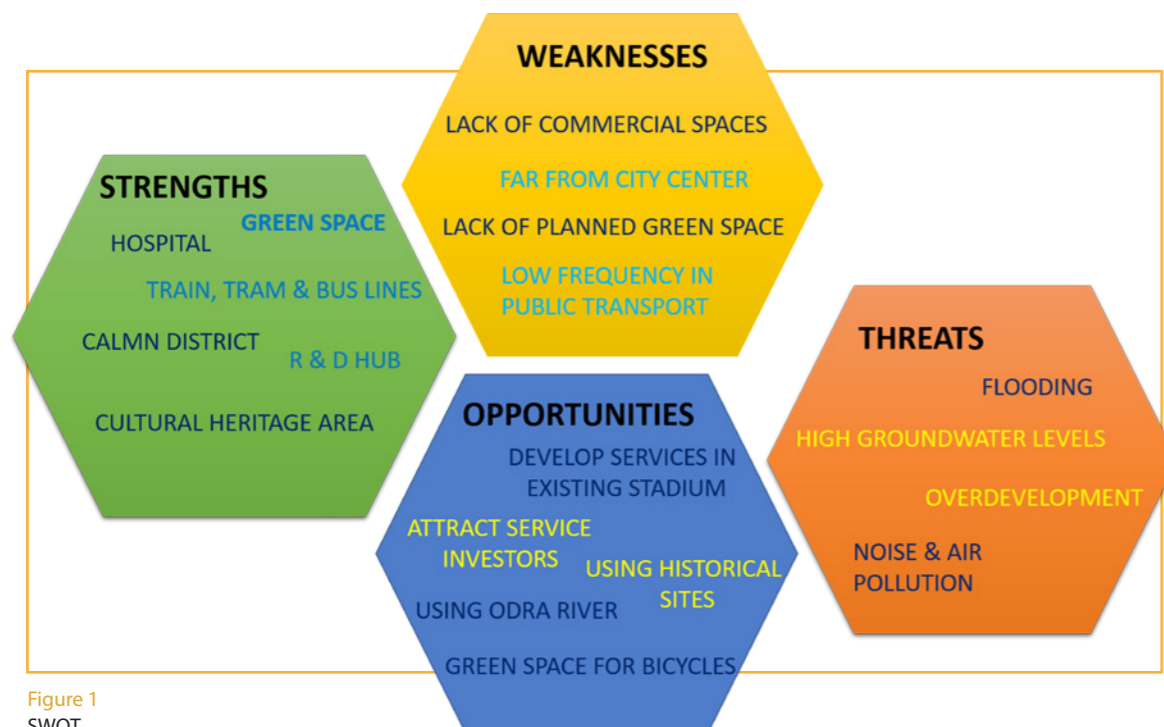 WEAKNESSES
LACK OF COMMERCIAL SPACES
FAR FROM CITY CENTER
LACK OF PLANNED GREEN SPACE
LOW FREQUENCY IN
PUBLIC TRANSPORT
STRENGTHS
GREEN SPACE
HOSPITAL
TRAIN, TRAM & BUS LINES
CALMN DISTRICT
R & D HUB
CULTURAL HERITAGE AREA
THREATS
FLOODING
HIGH GROUNDWATER LEVELS
OVERDEVELOPMENT
NOISE & AIR
POLLUTION
OPPORTUNITIES
DEVELOP SERVICES IN
EXISTING STADIUM
ATTRACT SERVICE
INVESTORS
USING HISTORICAL
SITES
USING ODRA RIVER
GREEN SPACE FOR BICYCLES
Figure 1
SWOT